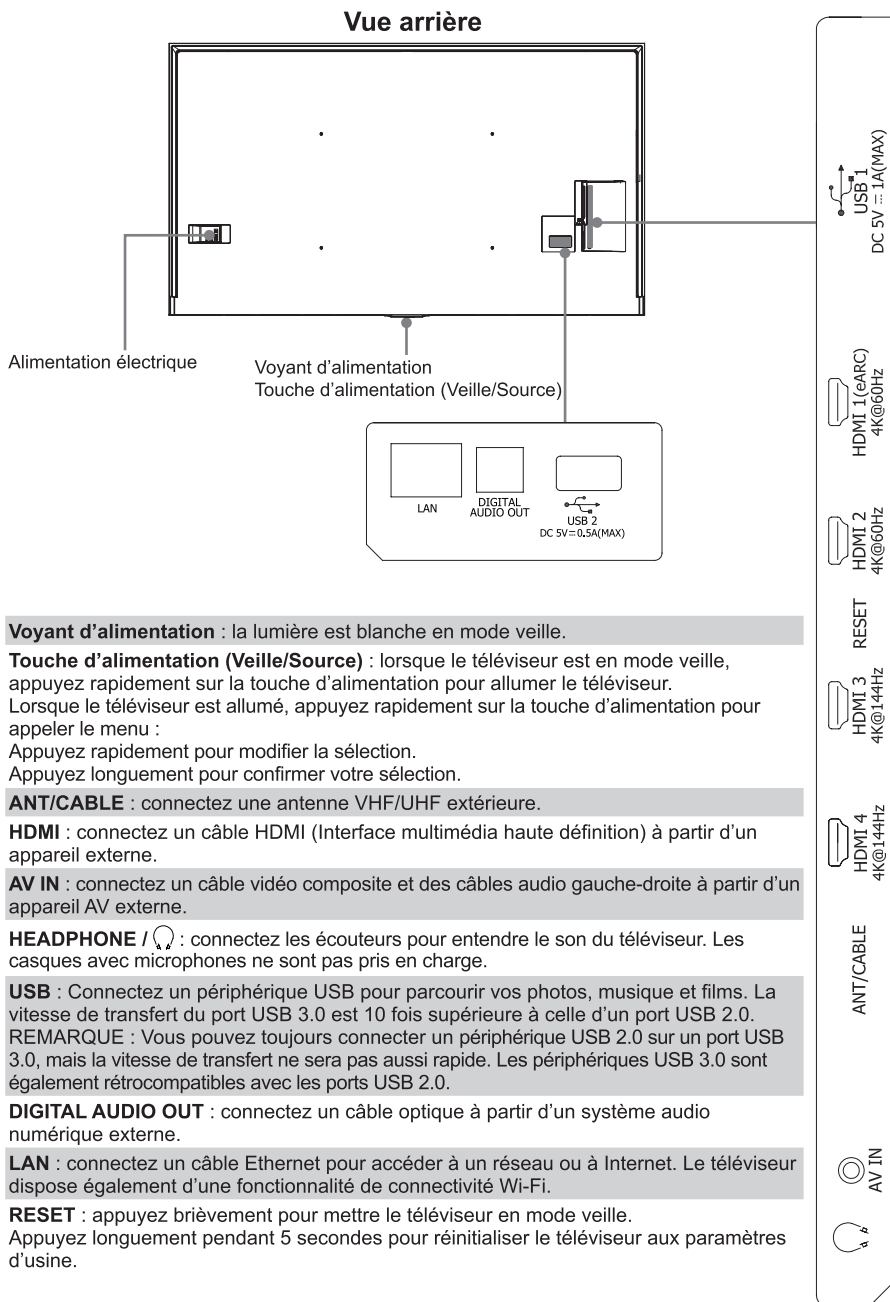 Vue arrière
Alimentation électrique
Voyant d’alimentation
Touche d’alimentation (Veille/Source)
LAN
DIGITAL
AUDIO OUT
USB 2
DC 5V⎓0.5A(MAX)
USB 1
DC 5V ⎓ 1A(MAX)
HDMI 1(eARC)
4K@60Hz
HDMI 2
4K@60Hz
RESET
HDMI 3
4K@144Hz
HDMI 4
4K@144Hz
ANT/CABLE
AV IN
Voyant d’alimentation : la lumière est blanche en mode veille.
Touche d’alimentation (Veille/Source) : lorsque le téléviseur est en mode veille,
appuyez rapidement sur la touche d’alimentation pour allumer le téléviseur.
Lorsque le téléviseur est allumé, appuyez rapidement sur la touche d’alimentation pour
appeler le menu :
Appuyez rapidement pour modifier la sélection.
Appuyez longuement pour confirmer votre sélection.
ANT/CABLE : connectez une antenne VHF/UHF extérieure.
HDMI : connectez un câble HDMI (Interface multimédia haute définition) à partir d’un
appareil externe.
AV IN : connectez un câble vidéo composite et des câbles audio gauche-droite à partir d’un
appareil AV externe.
HEADPHONE / : connectez les écouteurs pour entendre le son du téléviseur. Les
casques avec microphones ne sont pas pris en charge.
USB : Connectez un périphérique USB pour parcourir vos photos, musique et films. La
vitesse de transfert du port USB 3.0 est 10 fois supérieure à celle d’un port USB 2.0.
REMARQUE : Vous pouvez toujours connecter un périphérique USB 2.0 sur un port USB
3.0, mais la vitesse de transfert ne sera pas aussi rapide. Les périphériques USB 3.0 sont
également rétrocompatibles avec les ports USB 2.0.
DIGITAL AUDIO OUT : connectez un câble optique à partir d’un système audio
numérique externe.
LAN : connectez un câble Ethernet pour accéder à un réseau ou à Internet. Le téléviseur
dispose également d’une fonctionnalité de connectivité Wi-Fi.
RESET : appuyez brièvement pour mettre le téléviseur en mode veille.
Appuyez longuement pendant 5 secondes pour réinitialiser le téléviseur aux paramètres
d’usine.